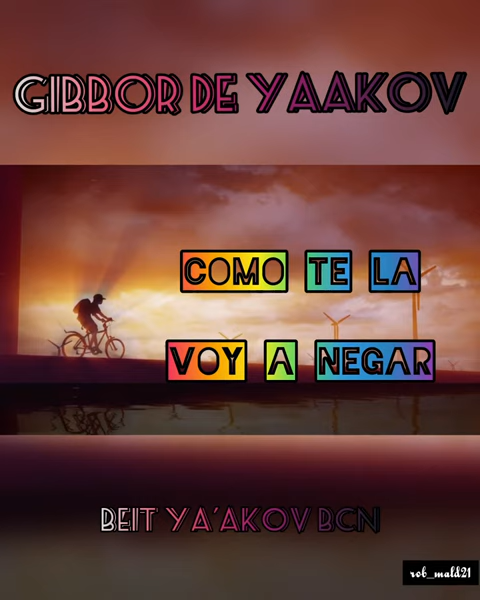 GIBBOR DE YAAKOV
COMO TE LA
VOY A NEGAR
BEIT YA'AKOV BCN
rob_mald21